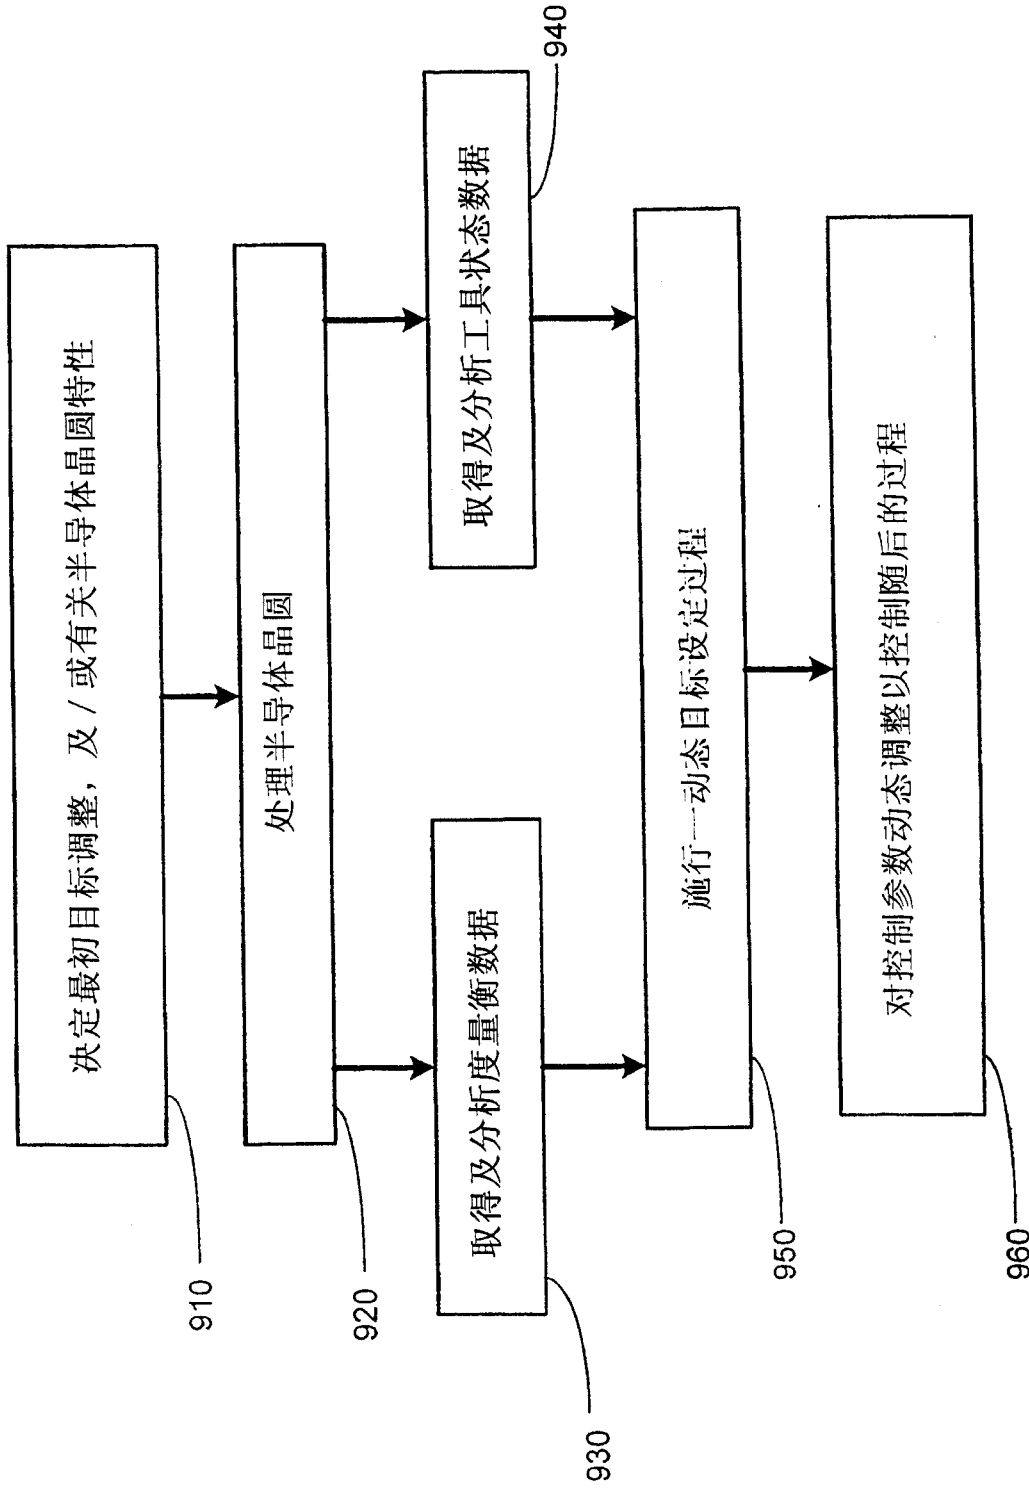 决定最初目标调整，及/或有关半导体晶圆特性
910
处理半导体晶圆
920
取得及分析度量衡数据
930
取得及分析工具状态数据
940
施行一动态目标设定过程
950
对控制参数动态调整以控制随后的过程
960